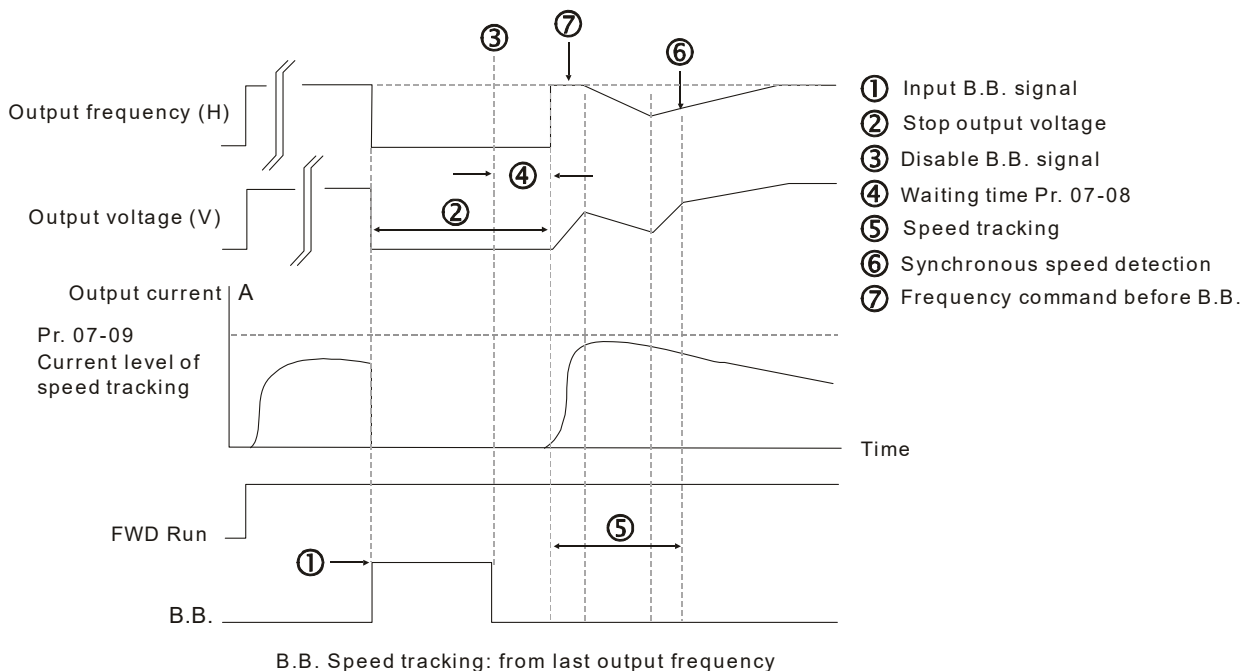 ⑦
③
⑥
Output frequency (H)
④
Output voltage (V)
②
① Input B.B. signal
② Stop output voltage
③ Disable B.B. signal
④ Waiting time Pr. 07-08
⑤ Speed tracking
⑥ Synchronous speed detection
⑦ Frequency command before B.B.
Output current A
Pr. 07-09
Current level of
speed tracking
Time
FWD Run
⑤
①
B.B.
B.B. Speed tracking: from last output frequency